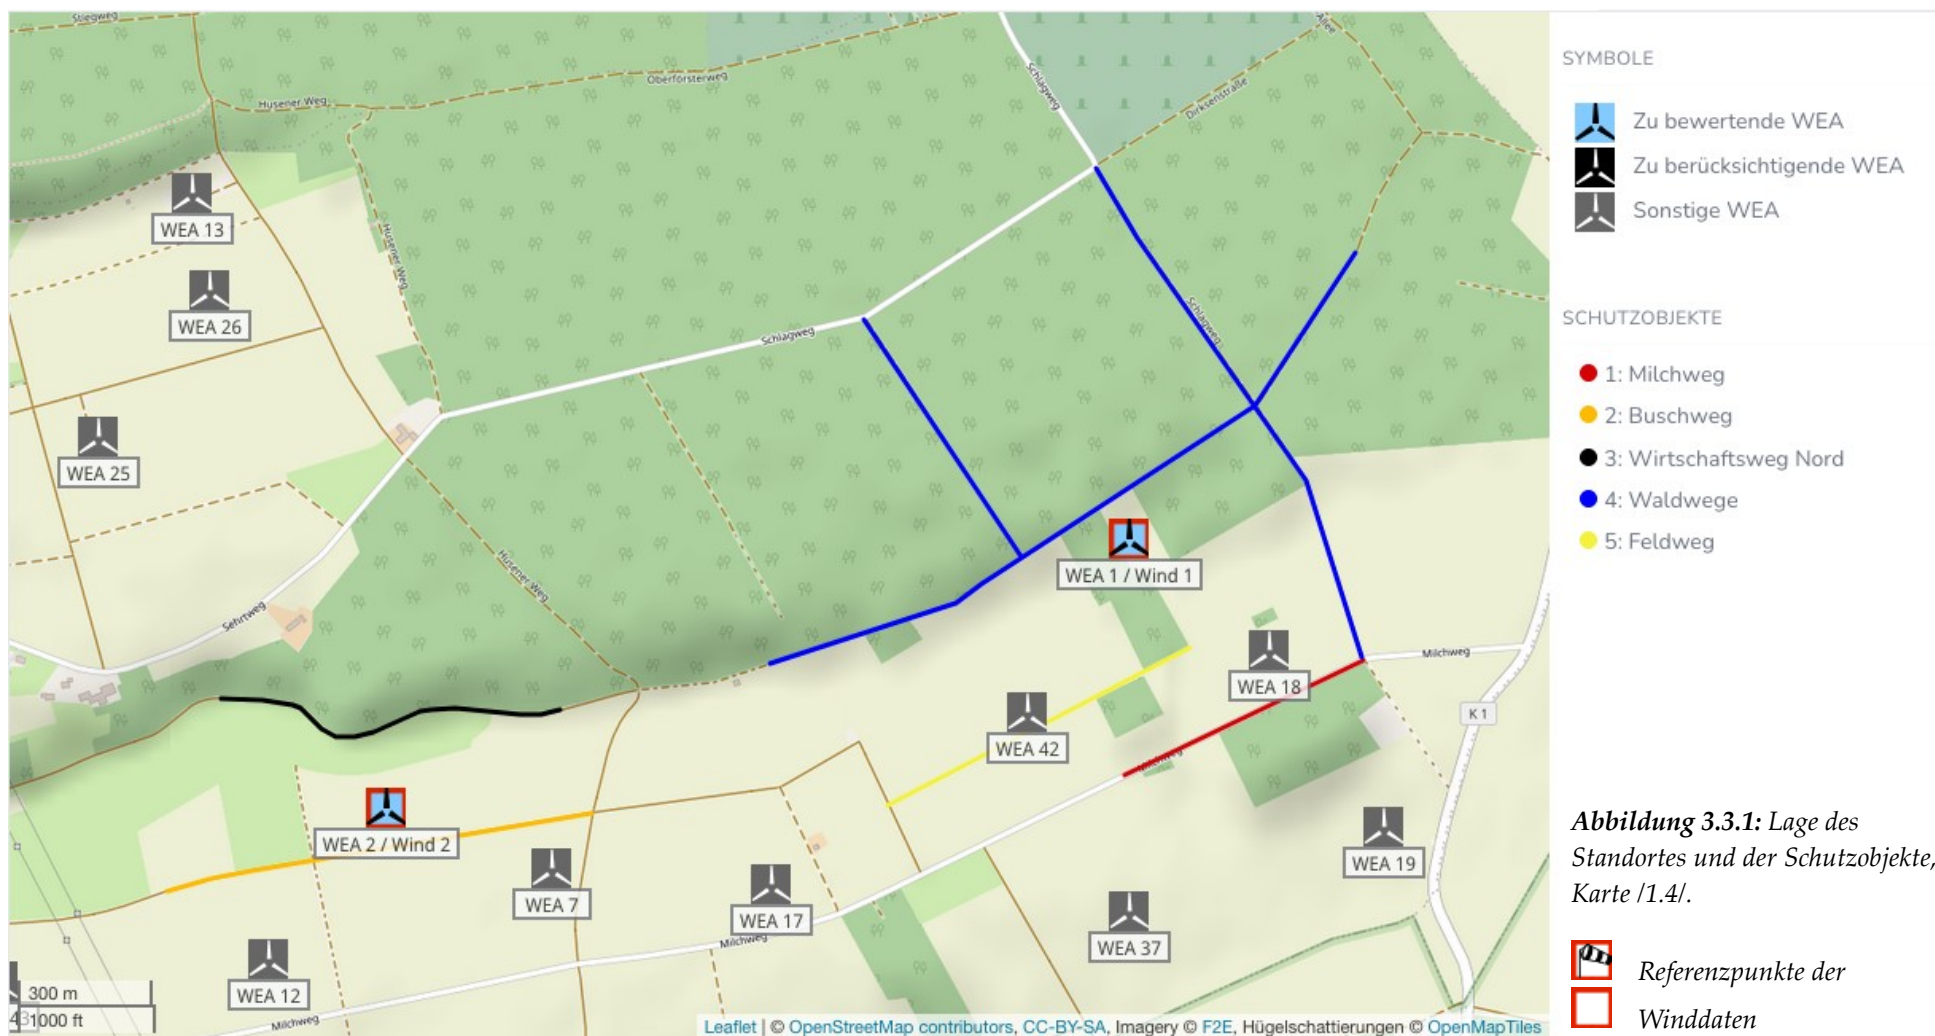 Stiegweg
Oberförsterweg
Husener Weg
Schlagweg
Dirksenstraße
Allee
WEA 13
Husener Weg
WEA 26
Schlagweg
Schlagweg
WEA 25
Husener Weg
WEA 1 / Wind 1
Sehrtweg
Milchweg
WEA 18
K 1
WEA 42
Milchweg
WEA 2 / Wind 2
WEA 19
WEA 7
WEA 17
Milchweg
WEA 37
WEA 12
300 m
1000 ft
43
Milchweg
Leaflet | © OpenStreetMap contributors, CC-BY-SA, Imagery © F2E, Hügelschattierungen © OpenMapTiles
SYMBOLE
Zu bewertende WEA
Zu berücksichtigende WEA
Sonstige WEA
SCHUTZOBJEKTE
1: Milchweg
2: Buschweg
3: Wirtschaftsweg Nord
4: Waldwege
5: Feldweg
Abbildung 3.3.1: Lage des
Standortes und der Schutzobjekte,
Karte /1.4/.
Referenzpunkte der
Winddaten